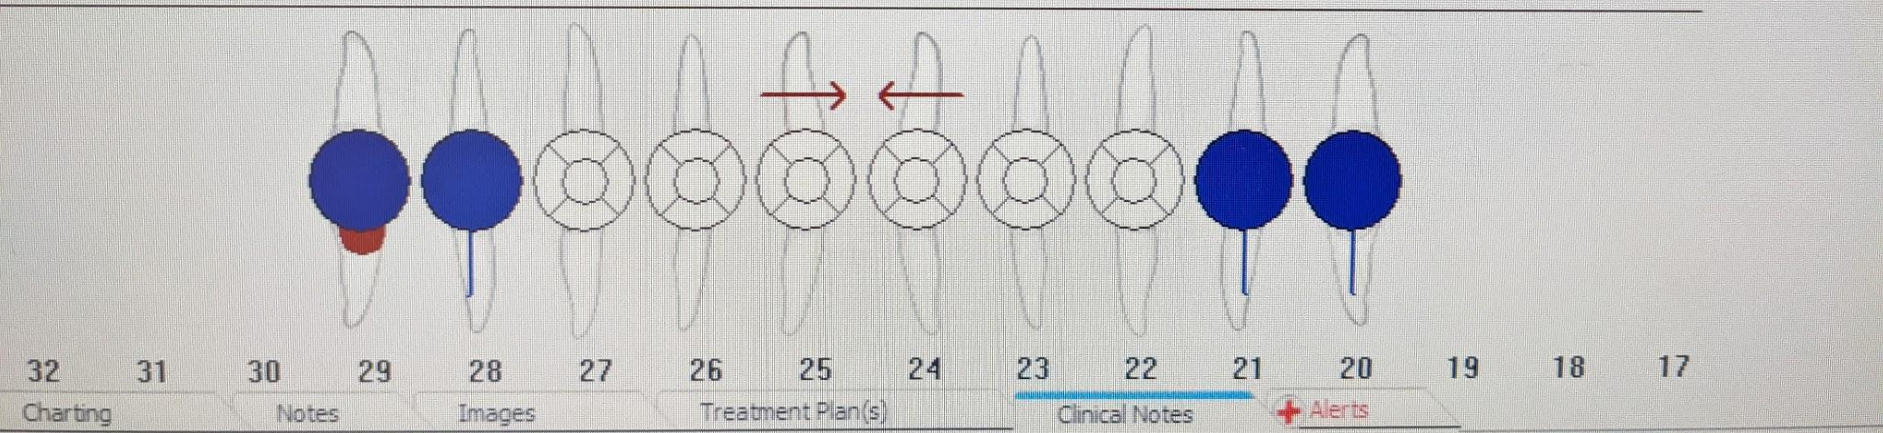 32 31 30 29 28 27 26 25 24 23 22 21 20 19 18 17
Charting Notes Images Treatment Plan(s) Clinical Notes Alerts